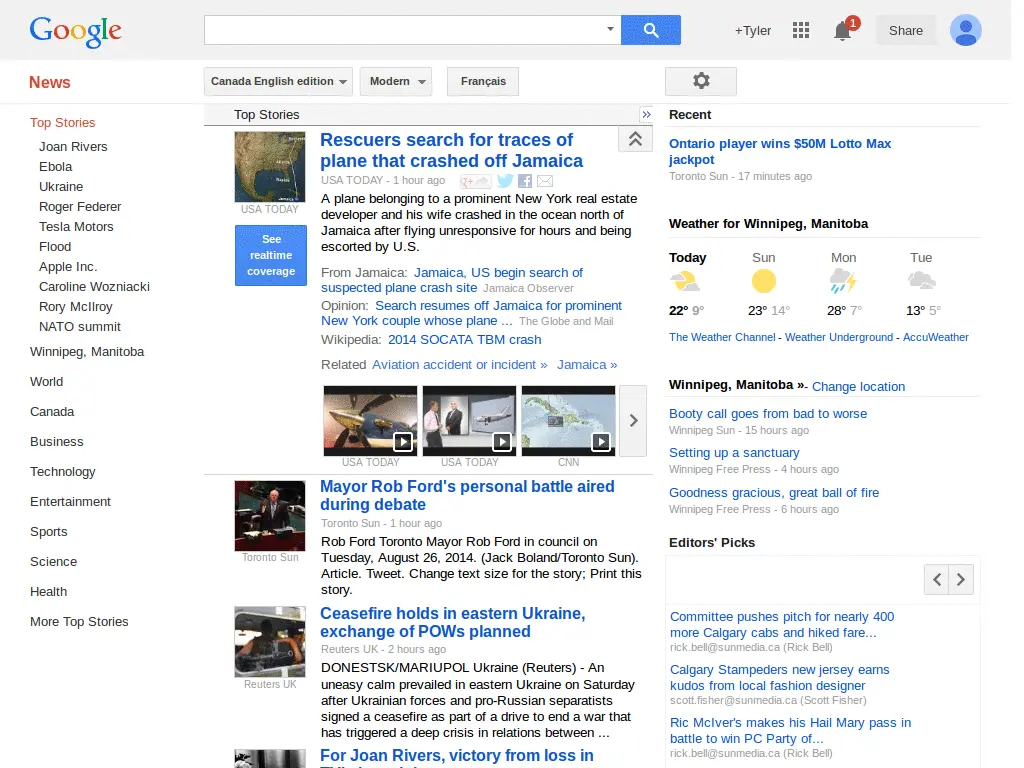 Google
+Tyler
1
Share
News
Canada English edition
Modern
Français
Top Stories
Joan Rivers
Ebola
Ukraine
Roger Federer
Tesla Motors
Flood
Apple Inc.
Caroline Wozniacki
Rory McIlroy
NATO summit
Winnipeg, Manitoba
World
Canada
Business
Technology
Entertainment
Sports
Science
Health
More Top Stories
Top Stories
»
Rescuers search for traces of
plane that crashed off Jamaica
USA TODAY - 1 hour ago
USA TODAY
See
realtime
coverage
A plane belonging to a prominent New York real estate
developer and his wife crashed in the ocean north of
Jamaica after flying unresponsive for hours and being
escorted by U.S.
From Jamaica: Jamaica, US begin search of
suspected plane crash site Jamaica Observer
Opinion: Search resumes off Jamaica for prominent
New York couple whose plane ... The Globe and Mail
Wikipedia: 2014 SOCATA TBM crash
Related Aviation accident or incident » Jamaica »
USA TODAY
USA TODAY
CNN
Mayor Rob Ford's personal battle aired
during debate
Toronto Sun - 1 hour ago
Toronto Sun
Rob Ford Toronto Mayor Rob Ford in council on
Tuesday, August 26, 2014. (Jack Boland/Toronto Sun).
Article. Tweet. Change text size for the story; Print this
story.
Ceasefire holds in eastern Ukraine,
exchange of POWs planned
Reuters UK - 2 hours ago
Reuters UK
DONESTSK/MARIUPOL Ukraine (Reuters) - An
uneasy calm prevailed in eastern Ukraine on Saturday
after Ukrainian forces and pro-Russian separatists
signed a ceasefire as part of a drive to end a war that
has triggered a deep crisis in relations between ...
For Joan Rivers, victory from loss in
Recent
Ontario player wins $50M Lotto Max
jackpot
Toronto Sun - 17 minutes ago
Weather for Winnipeg, Manitoba
Today Sun Mon Tue
22° 9° 23° 14° 28° 7° 13° 5°
The Weather Channel - Weather Underground - AccuWeather
Winnipeg, Manitoba »- Change location
Booty call goes from bad to worse
Winnipeg Sun - 15 hours ago
Setting up a sanctuary
Winnipeg Free Press - 4 hours ago
Goodness gracious, great ball of fire
Winnipeg Free Press - 6 hours ago
Editors' Picks
Committee pushes pitch for nearly 400
more Calgary cabs and hiked fare...
rick.bell@sunmedia.ca (Rick Bell)
Calgary Stampeders new jersey earns
kudos from local fashion designer
scott.fisher@sunmedia.ca (Scott Fisher)
Ric McIver's makes his Hail Mary pass in
battle to win PC Party of...
rick.bell@sunmedia.ca (Rick Bell)